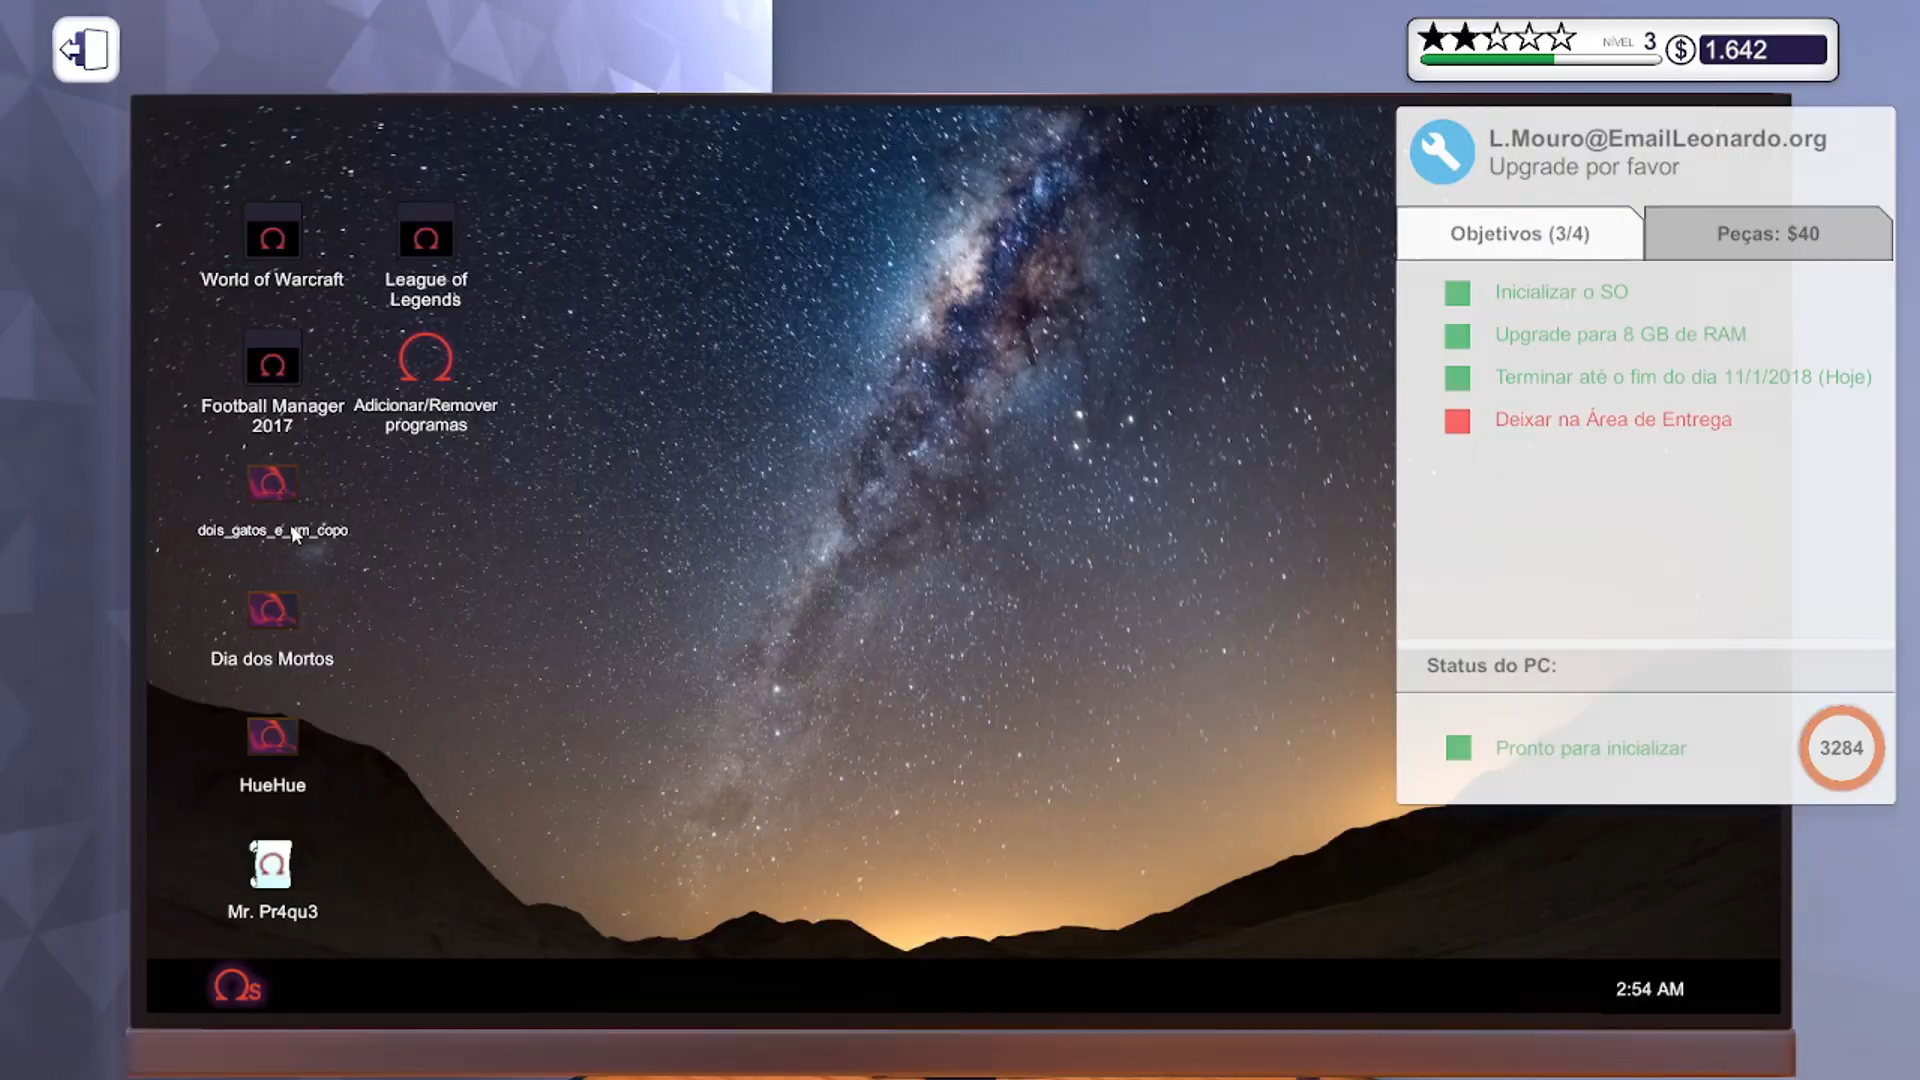 NÍVEL 3
$ 1.642
L.Mouro@EmailLeonardo.org
Upgrade por favor
Objetivos (3/4)
Peças: $40
Inicializar o SO
Upgrade para 8 GB de RAM
Terminar até o fim do dia 11/1/2018 (Hoje)
Deixar na Área de Entrega
Status do PC:
Pronto para inicializar
3284
World of Warcraft
League of
Legends
Football Manager
2017
Adicionar/Remover
programas
dois_gatos_e_um_copo
Dia dos Mortos
HueHue
Mr. Pr4qu3
Ωs
2:54 AM